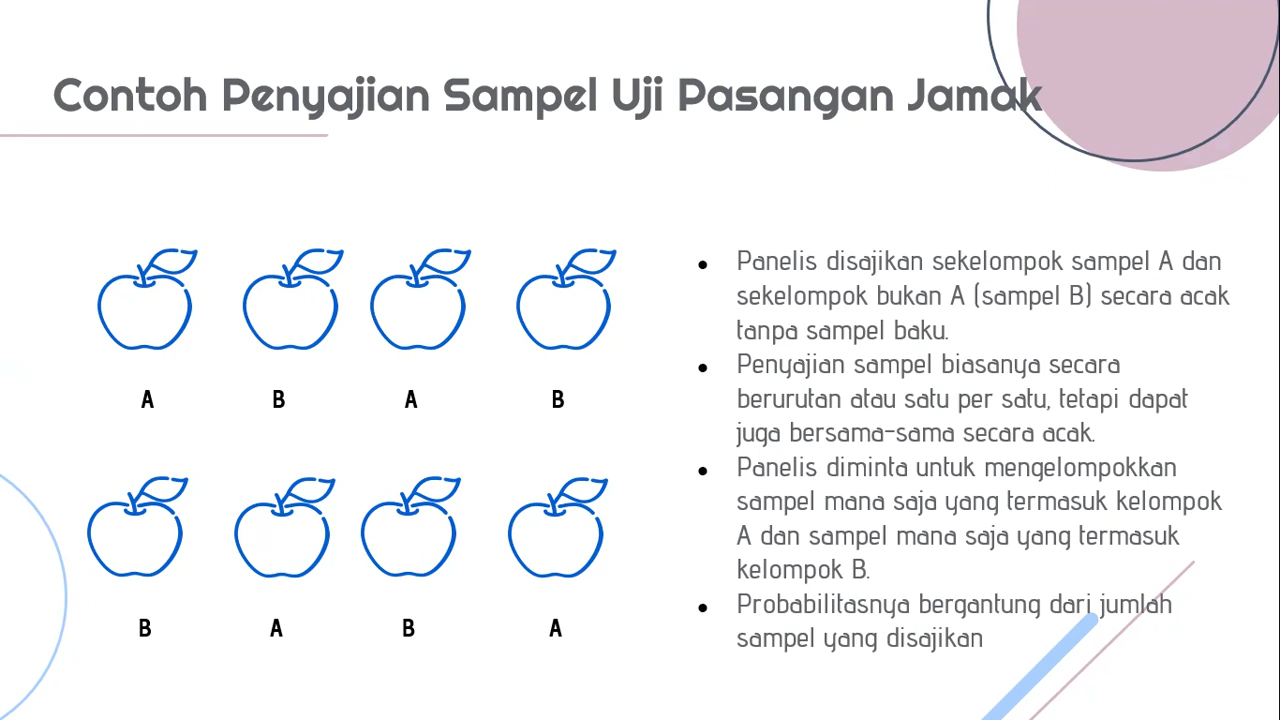 Contoh Penyajian Sampel Uji Pasangan Jamak
A B A B
B A B A
• Panelis disajikan sekelompok sampel A dan
sekelompok bukan A (sampel B) secara acak
tanpa sampel baku.
• Penyajian sampel biasanya secara
berurutan atau satu per satu, tetapi dapat
juga bersama-sama secara acak.
• Panelis diminta untuk mengelompokkan
sampel mana saja yang termasuk kelompok
A dan sampel mana saja yang termasuk
kelompok B.
• Probabilitasnya bergantung dari jumlah
sampel yang disajikan